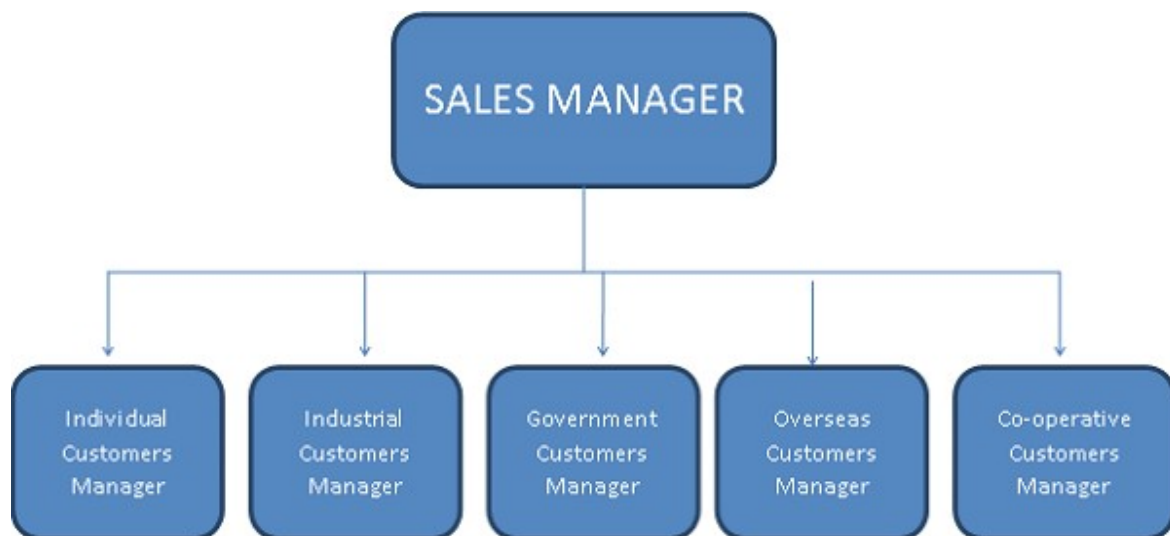 SALES MANAGER
Individual
Customers
Manager
Industrial
Customers
Manager
Government
Customers
Manager
Overseas
Customers
Manager
Co-operative
Customers
Manager